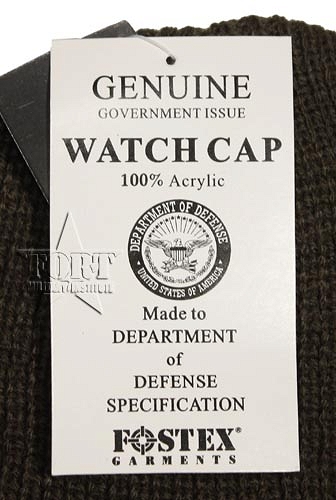 GENUINE
GOVERNMENT ISSUE
WATCH CAP
100% Acrylic
DEPARTMENT OF DEFENSE
UNITED STATES OF AMERICA
FORT
Made to
DEPARTMENT
of
DEFENSE
SPECIFICATION
FOSTEX®
GARMENTS